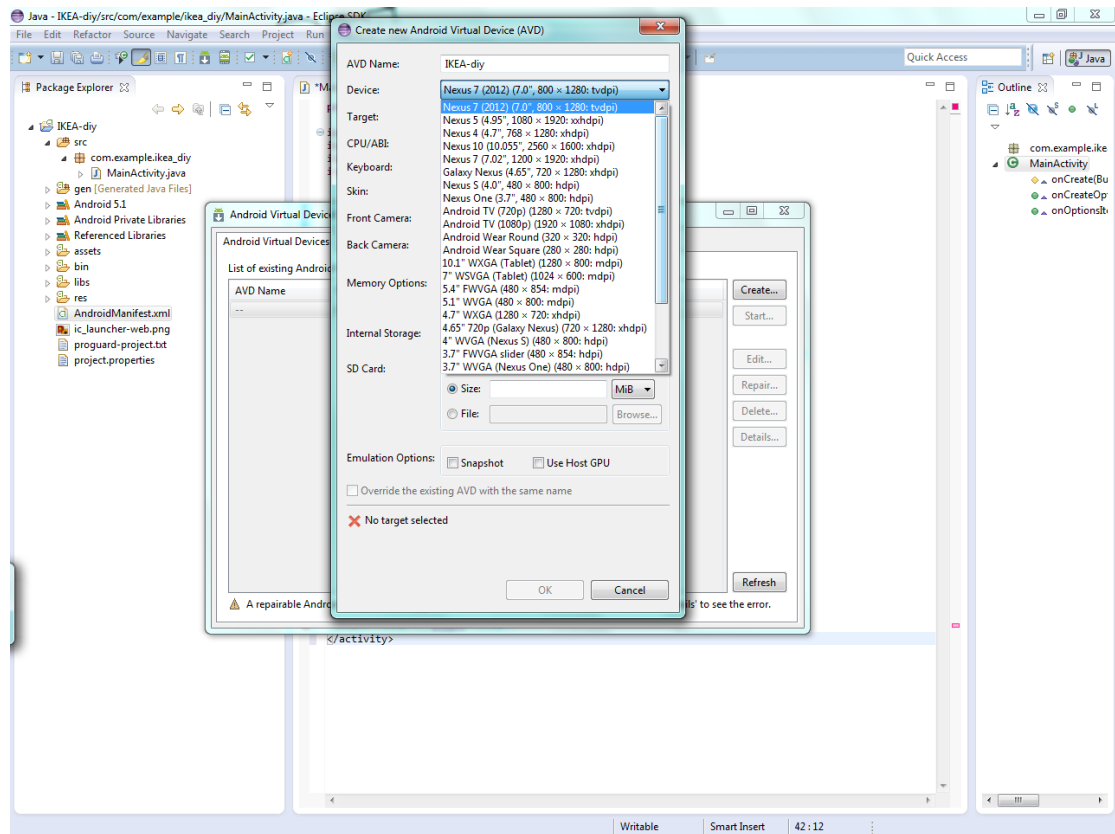 Java - IKEA-diy/src/com/example/ikea_diy/MainActivity.java - Eclipse SDK
File Edit Refactor Source Navigate Search Project Run
Quick Access
Java
Package Explorer
IKEA-diy
src
com.example.ikea_diy
MainActivity.java
gen [Generated Java Files]
Android 5.1
Android Private Libraries
Referenced Libraries
assets
bin
libs
res
AndroidManifest.xml
ic_launcher-web.png
proguard-project.txt
project.properties
Android Virtual Device
Android Virtual Devices
List of existing Android
AVD Name
--
Create...
Start...
Edit...
Repair...
Delete...
Details...
Refresh
A repairable Andro
ils' to see the error.
Create new Android Virtual Device (AVD)
AVD Name: IKEA-diy
Device: Nexus 7 (2012) (7.0", 800 × 1280: tvdpi)
Target:
CPU/ABI:
Keyboard:
Skin:
Front Camera:
Back Camera:
Memory Options:
Internal Storage:
SD Card:
Nexus 7 (2012) (7.0", 800 × 1280: tvdpi)
Nexus 5 (4.95", 1080 × 1920: xxhdpi)
Nexus 4 (4.7", 768 × 1280: xhdpi)
Nexus 10 (10.055", 2560 × 1600: xhdpi)
Nexus 7 (7.02", 1200 × 1920: xhdpi)
Galaxy Nexus (4.65", 720 × 1280: xhdpi)
Nexus S (4.0", 480 × 800: hdpi)
Nexus One (3.7", 480 × 800: hdpi)
Android TV (720p) (1280 × 720: tvdpi)
Android TV (1080p) (1920 × 1080: xhdpi)
Android Wear Round (320 × 320: hdpi)
Android Wear Square (280 × 280: hdpi)
10.1" WXGA (Tablet) (1280 × 800: mdpi)
7" WSVGA (Tablet) (1024 × 600: mdpi)
5.4" FWVGA (480 × 854: mdpi)
5.1" WVGA (480 × 800: mdpi)
4.7" WXGA (1280 × 720: xhdpi)
4.65" 720p (Galaxy Nexus) (720 × 1280: xhdpi)
4" WVGA (Nexus S) (480 × 800: hdpi)
3.7" FWVGA slider (480 × 854: hdpi)
3.7" WVGA (Nexus One) (480 × 800: hdpi)
Size: MiB
File: Browse...
Emulation Options: Snapshot Use Host GPU
Override the existing AVD with the same name
No target selected
OK Cancel
</activity>
Outline
com.example.ike
MainActivity
onCreate(Bu
onCreateOp
onOptionsIt
Writable Smart Insert 42 : 12